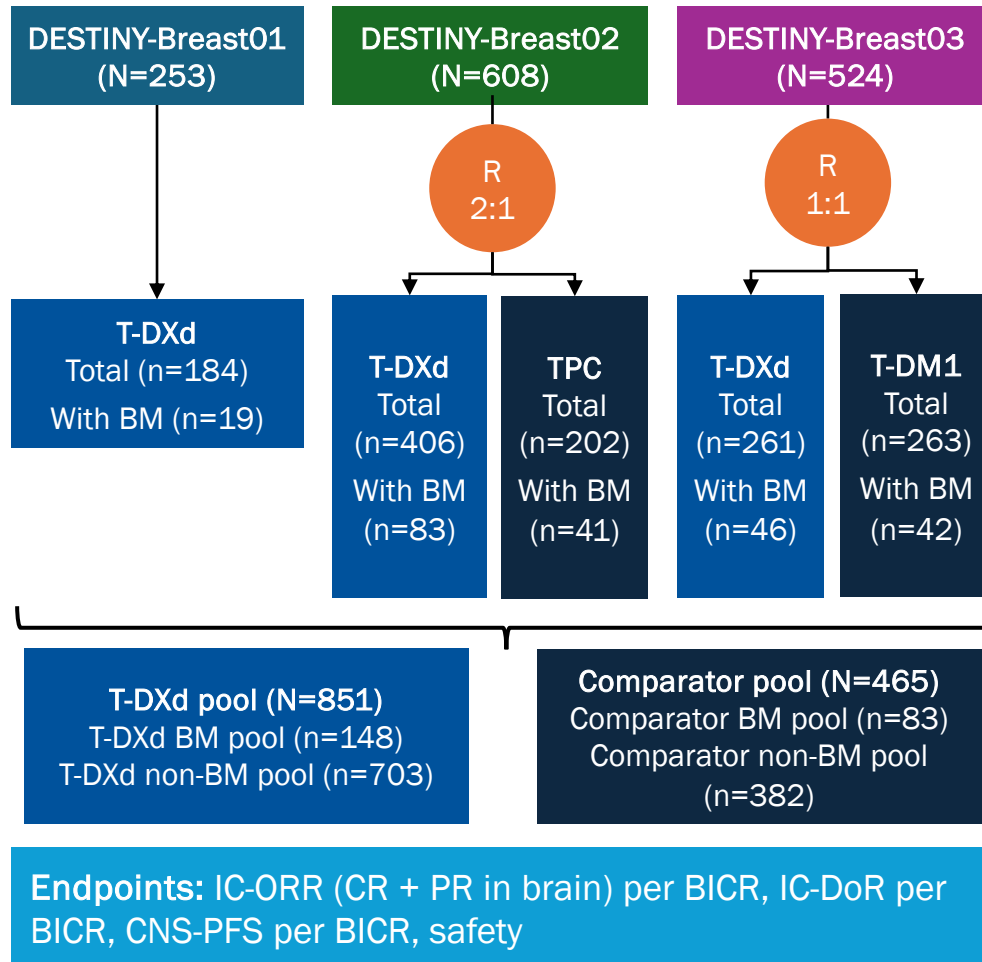 DESTINY-Breast01
(N=253)
DESTINY-Breast02
(N=608)
DESTINY-Breast03
(N=524)
R
2:1
R
1:1
T-DXd
Total (n=184)
With BM (n=19)
T-DXd
Total
(n=406)
With BM
(n=83)
TPC
Total
(n=202)
With BM
(n=41)
T-DXd
Total
(n=261)
With BM
(n=46)
T-DM1
Total
(n=263)
With BM
(n=42)
T-DXd pool (N=851)
T-DXd BM pool (n=148)
T-DXd non-BM pool (n=703)
Comparator pool (N=465)
Comparator BM pool (n=83)
Comparator non-BM pool
(n=382)
Endpoints: IC-ORR (CR + PR in brain) per BICR, IC-DoR per
BICR, CNS-PFS per BICR, safety